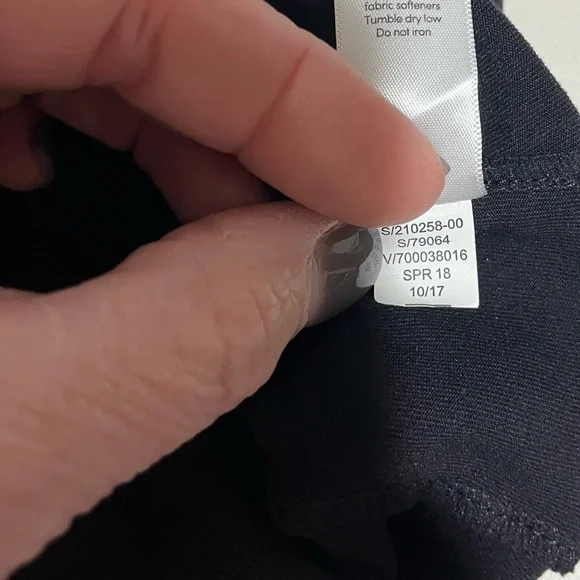 fabric softeners
Tumble dry low
Do not iron
S/210258-00
S/79064
V/700038016
SPR 18
10/17